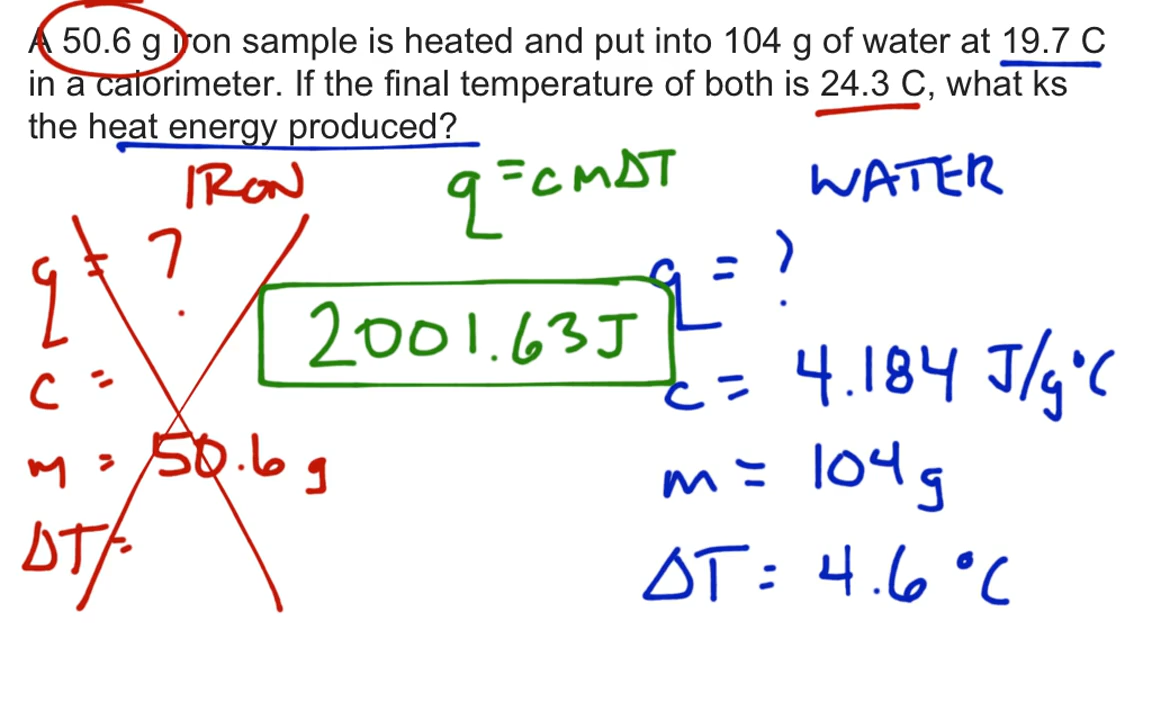 A 50.6 g iron sample is heated and put into 104 g of water at 19.7 C
in a calorimeter. If the final temperature of both is 24.3 C, what ks
the heat energy produced?
IRON
q = ?
c =
m = 50.6 g
ΔT =
q = cmΔT
2001.63 J
WATER
q = ?
c = 4.184 J/g°C
m = 104 g
ΔT = 4.6 °C